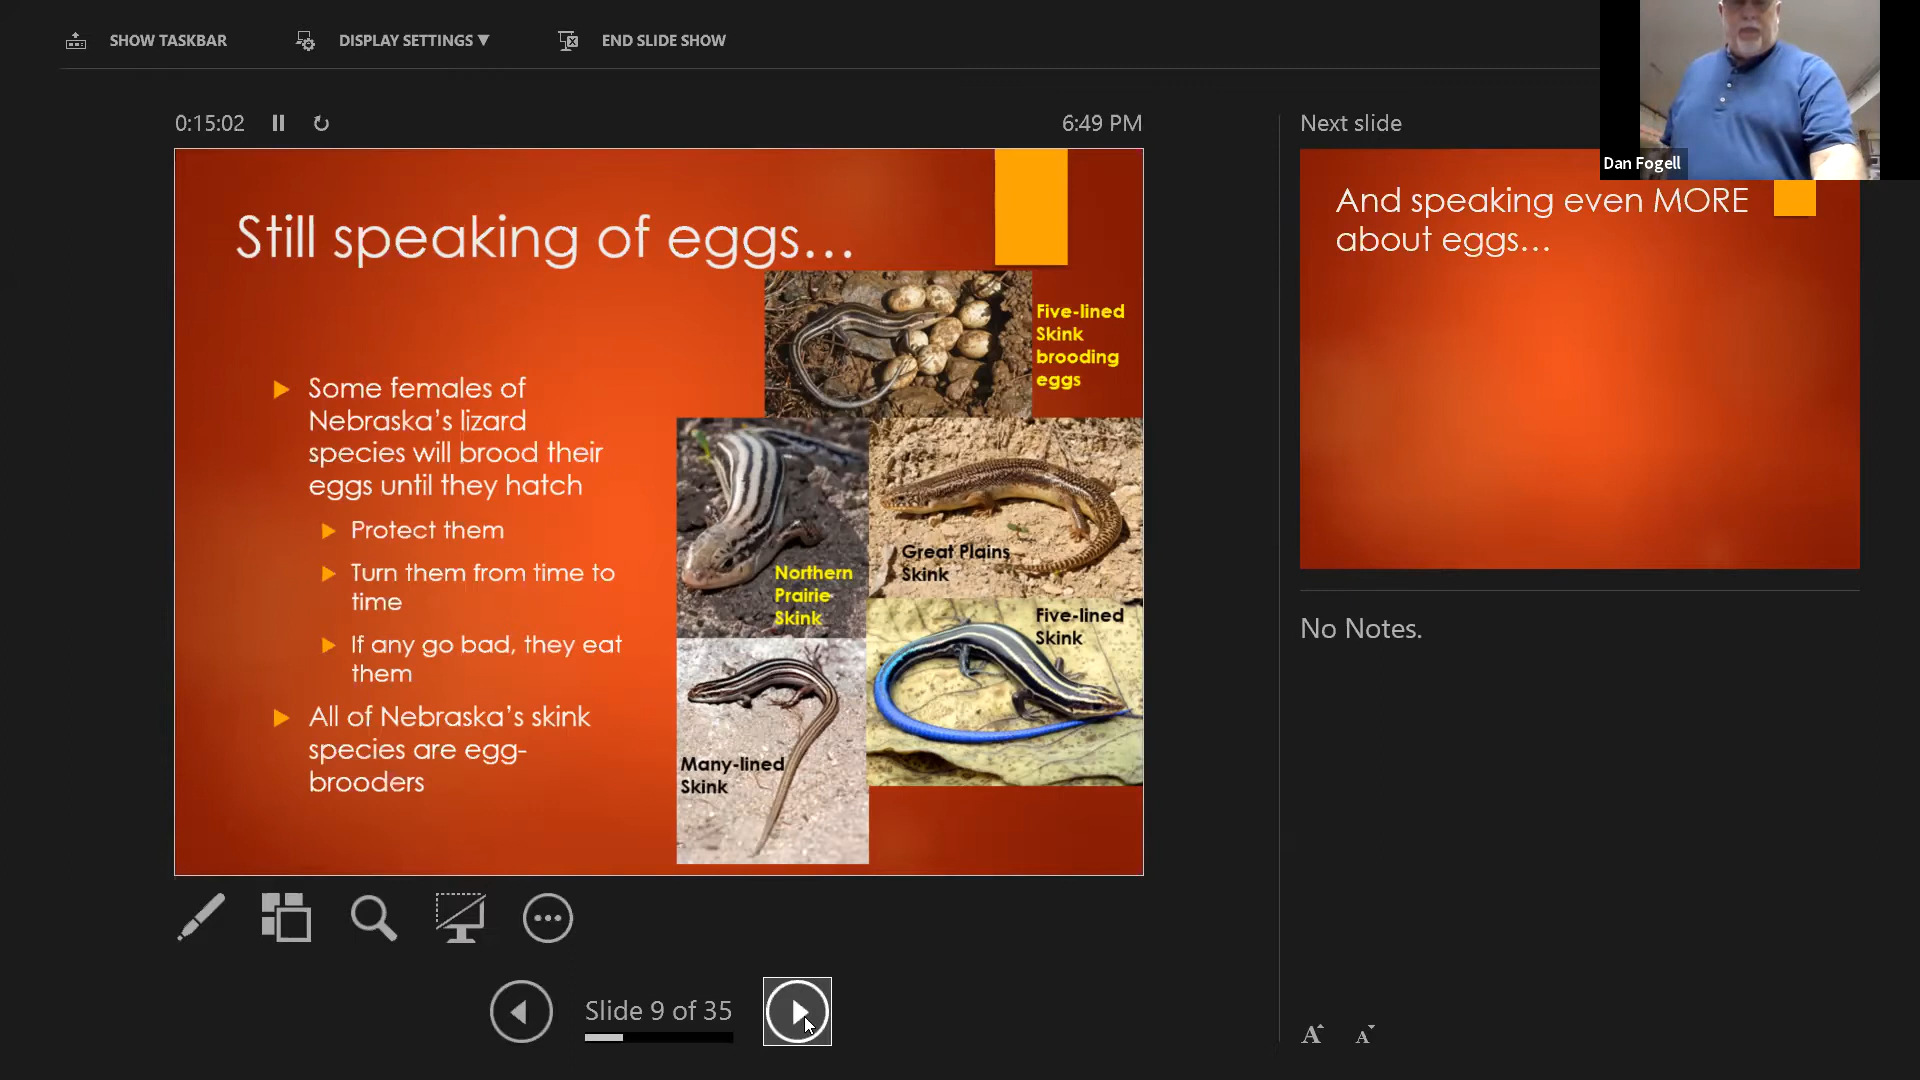 SHOW TASKBAR
DISPLAY SETTINGS ▼
END SLIDE SHOW
0:15:02
6:49 PM
Next slide
Dan Fogell
Still speaking of eggs...
Some females of
Nebraska's lizard
species will brood their
eggs until they hatch
Protect them
Turn them from time to
time
If any go bad, they eat
them
All of Nebraska's skink
species are egg-
brooders
Five-lined
Skink
brooding
eggs
Northern
Prairie
Skink
Great Plains
Skink
Five-lined
Skink
Many-lined
Skink
And speaking even MORE
about eggs...
No Notes.
Slide 9 of 35
A A